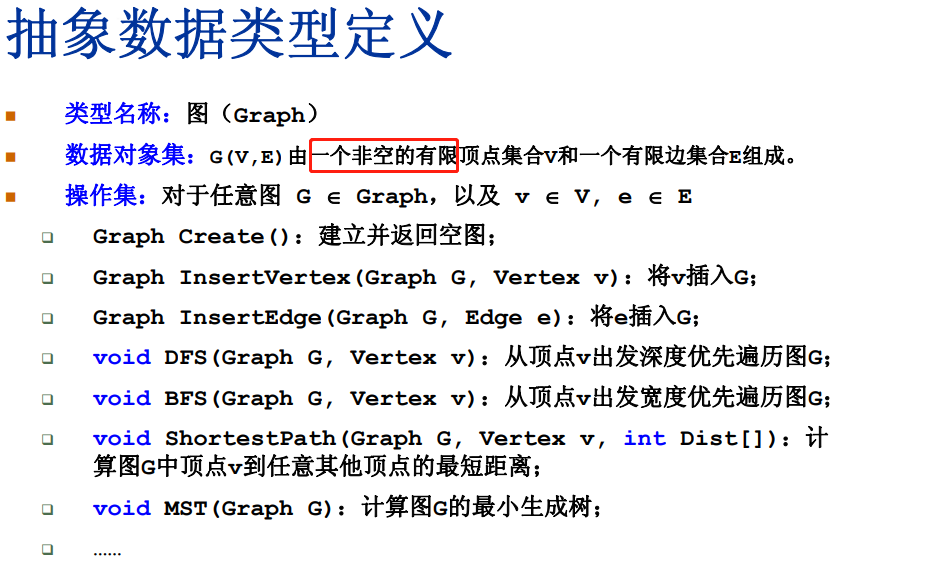 抽象数据类型定义
类型名称：图（Graph）
数据对象集：G(V,E)由一个非空的有限顶点集合V和一个有限边集合E组成。
操作集：对于任意图 G ∈ Graph，以及 v ∈ V, e ∈ E
Graph Create()：建立并返回空图；
Graph InsertVertex(Graph G, Vertex v)：将v插入G；
Graph InsertEdge(Graph G, Edge e)：将e插入G；
void DFS(Graph G, Vertex v)：从顶点v出发深度优先遍历图G；
void BFS(Graph G, Vertex v)：从顶点v出发宽度优先遍历图G；
void ShortestPath(Graph G, Vertex v, int Dist[])：计
算图G中顶点v到任意其他顶点的最短距离；
void MST(Graph G)：计算图G的最小生成树；
……